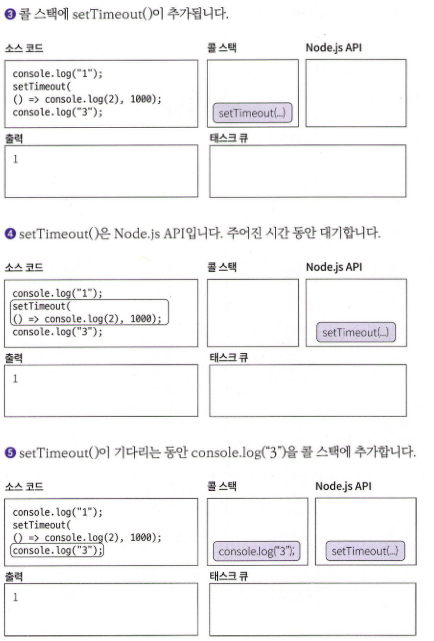 ❸ 콜 스택에 setTimeout()이 추가됩니다.
소스 코드 콜 스택 Node.js API
console.log("1");
setTimeout(
() => console.log(2), 1000);
console.log("3");
setTimeout(...)
출력 태스크 큐
1
❹ setTimeout()은 Node.js API입니다. 주어진 시간 동안 대기합니다.
소스 코드 콜 스택 Node.js API
console.log("1");
setTimeout(
() => console.log(2), 1000);
console.log("3");
setTimeout(...)
출력 태스크 큐
1
❺ setTimeout()이 기다리는 동안 console.log("3")을 콜 스택에 추가합니다.
소스 코드 콜 스택 Node.js API
console.log("1");
setTimeout(
() => console.log(2), 1000);
console.log("3");
console.log("3"); setTimeout(...)
출력 태스크 큐
1